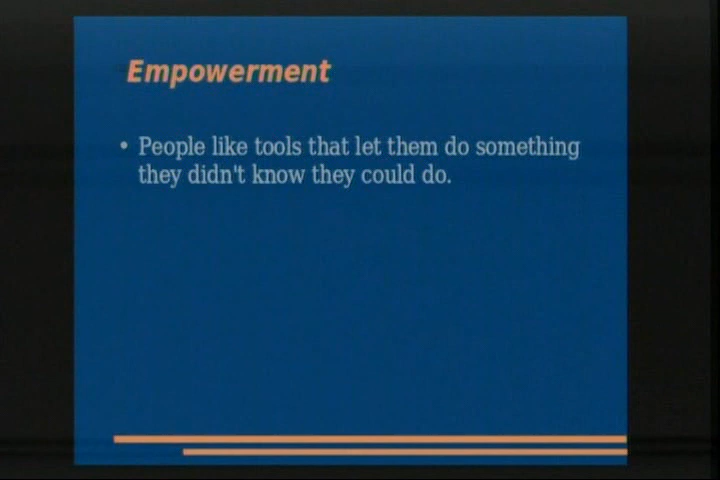 Empowerment
• People like tools that let them do something
they didn't know they could do.